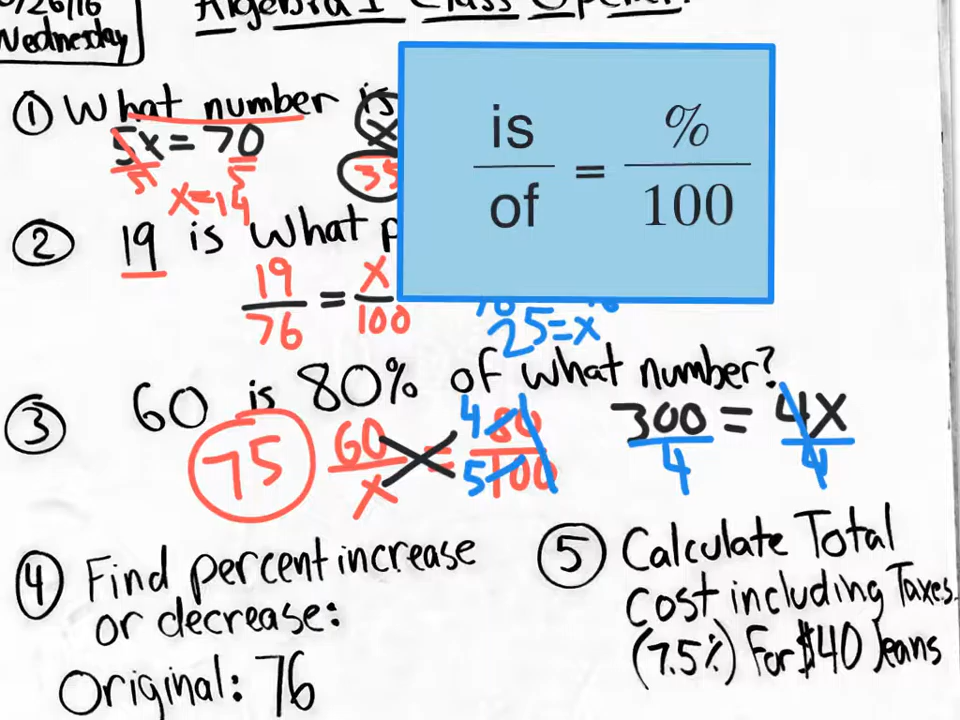 /26/16
Wednesday
Algebra 1 Class Opener!
① What number is
5x = 70
5 5
x=14
x
35
is / of = % / 100
② 19 is What p
19 / 76 = x / 100
25=x
③ 60 is 80% of what number?
75
60 / x = 80 / 100
4
5
300 = 4x
4 4
④ Find percent increase
or decrease:
Original: 76
⑤ Calculate Total
Cost including Taxes.
(7.5%) For $40 Jeans